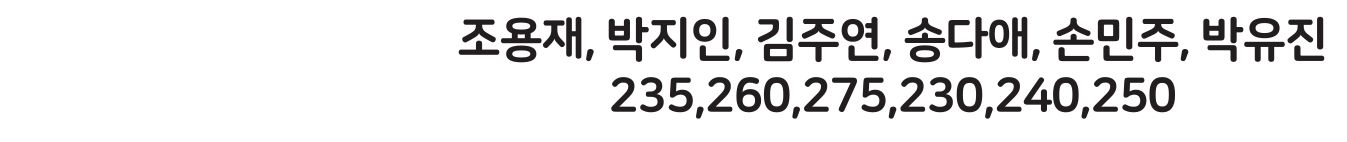 조용재, 박지인, 김주연, 송다애, 손민주, 박유진
235,260,275,230,240,250